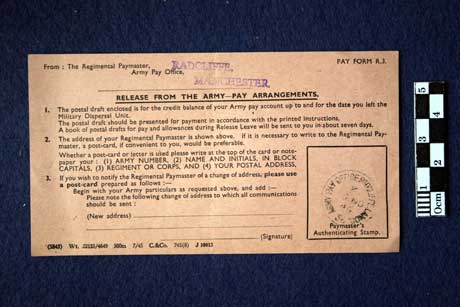 From : The Regimental Paymaster, RADCLIFFE, PAY FORM R.3.
Army Pay Office, MANCHESTER
RELEASE FROM THE ARMY—PAY ARRANGEMENTS.
1. The postal draft enclosed is for the credit balance of your Army pay account up to and for the date you left the
Military Dispersal Unit.
The postal draft should be presented for payment in accordance with the printed instructions.
A book of postal drafts for pay and allowances during Release Leave will be sent to you in about seven days.
2. The address of your Regimental Paymaster is shown above. If it is necessary to write to the Regimental Pay-
master, a post-card, if convenient to you, would be preferable.
Whether a post-card or letter is used please write at the top of the card or note-
paper your : (1) ARMY NUMBER, (2) NAME AND INITIALS, IN BLOCK
CAPITALS, (3) REGIMENT OR CORPS, AND (4) YOUR POSTAL ADDRESS,
3. If you wish to notify the Regimental Paymaster of a change of address, please use
a post-card prepared as follows :—
Begin with your Army particulars as requested above, and add :—
Please note the following change of address to which all communications
should be sent :
(New address)
(Signature)
Paymaster's
Authenticating Stamp.
(5843) Wt. 300m 7/45 C.&Co. 745(8)
5
4
3
2
1
0cm